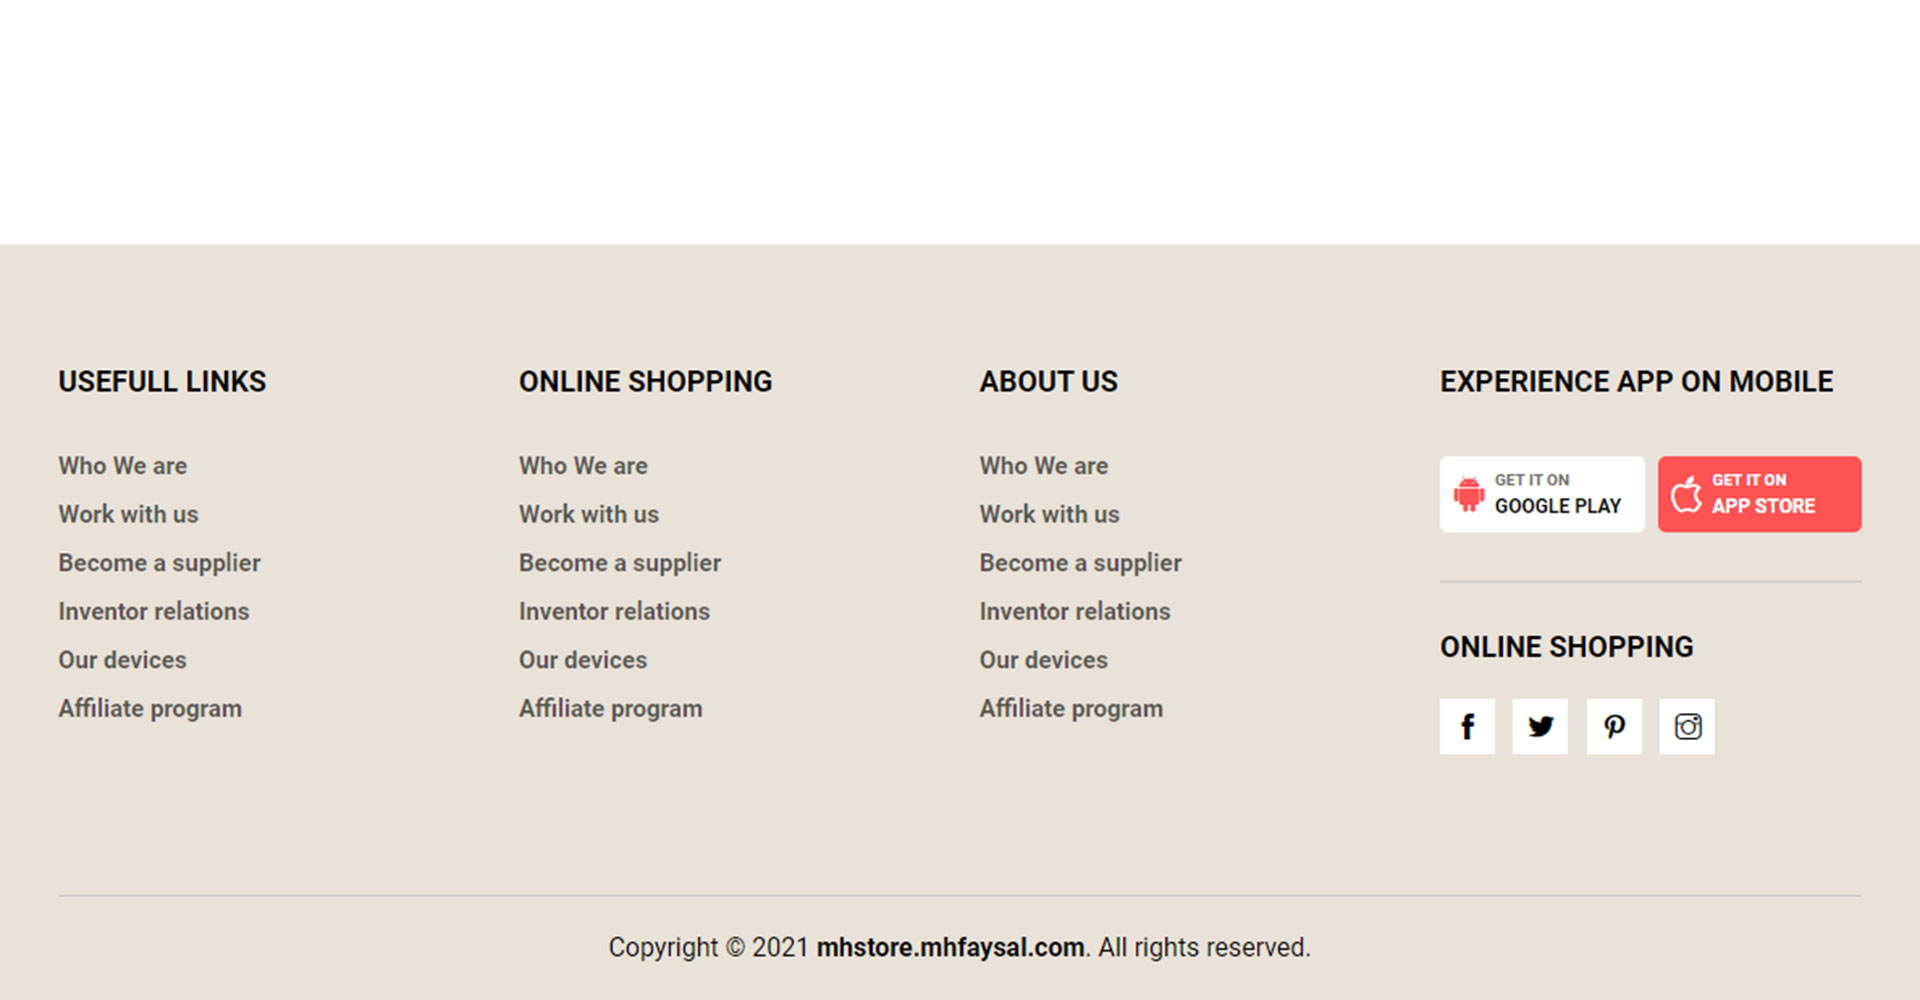 USEFULL LINKS
Who We are
Work with us
Become a supplier
Inventor relations
Our devices
Affiliate program
ONLINE SHOPPING
Who We are
Work with us
Become a supplier
Inventor relations
Our devices
Affiliate program
ABOUT US
Who We are
Work with us
Become a supplier
Inventor relations
Our devices
Affiliate program
EXPERIENCE APP ON MOBILE
GET IT ON
GOOGLE PLAY
GET IT ON
APP STORE
ONLINE SHOPPING
Copyright © 2021 mhstore.mhfaysal.com. All rights reserved.